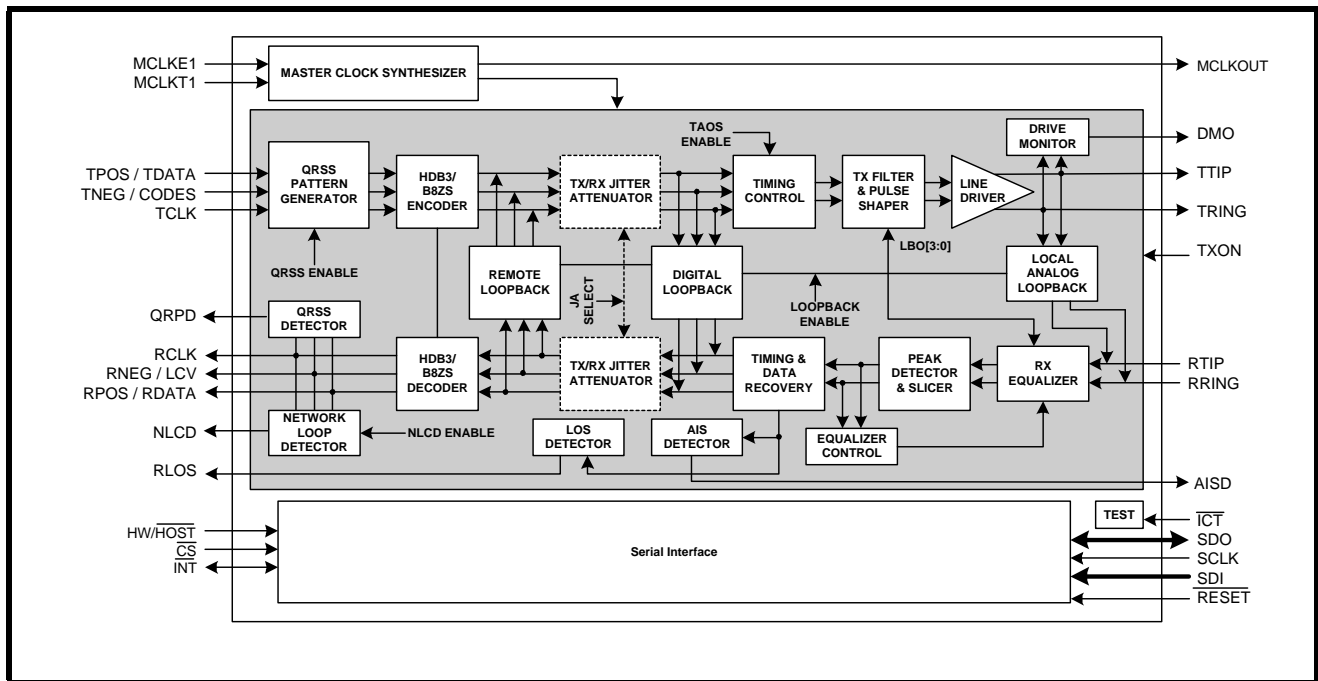 MCLKE1
MCLKT1
MASTER CLOCK SYNTHESIZER
MCLKOUT
TAOS
ENABLE
DRIVE
MONITOR
DMO
TPOS / TDATA
TNEG / CODES
TCLK
QRSS
PATTERN
GENERATOR
HDB3/
B8ZS
ENCODER
TX/RX JITTER
ATTENUATOR
TIMING
CONTROL
TX FILTER
& PULSE
SHAPER
LINE
DRIVER
TTIP
TRING
QRSS ENABLE
REMOTE
LOOPBACK
JA
SELECT
DIGITAL
LOOPBACK
LOOPBACK
ENABLE
LBO[3:0]
LOCAL
ANALOG
LOOPBACK
TXON
QRPD
QRSS
DETECTOR
RCLK
RNEG / LCV
RPOS / RDATA
HDB3/
B8ZS
DECODER
TX/RX JITTER
ATTENUATOR
TIMING &
DATA
RECOVERY
PEAK
DETECTOR
& SLICER
RX
EQUALIZER
RTIP
RRING
NLCD
NETWORK
LOOP
DETECTOR
NLCD ENABLE
LOS
DETECTOR
AIS
DETECTOR
EQUALIZER
CONTROL
RLOS
AISD
HW/HOST
CS
INT
Serial Interface
TEST
ICT
SDO
SCLK
SDI
RESET